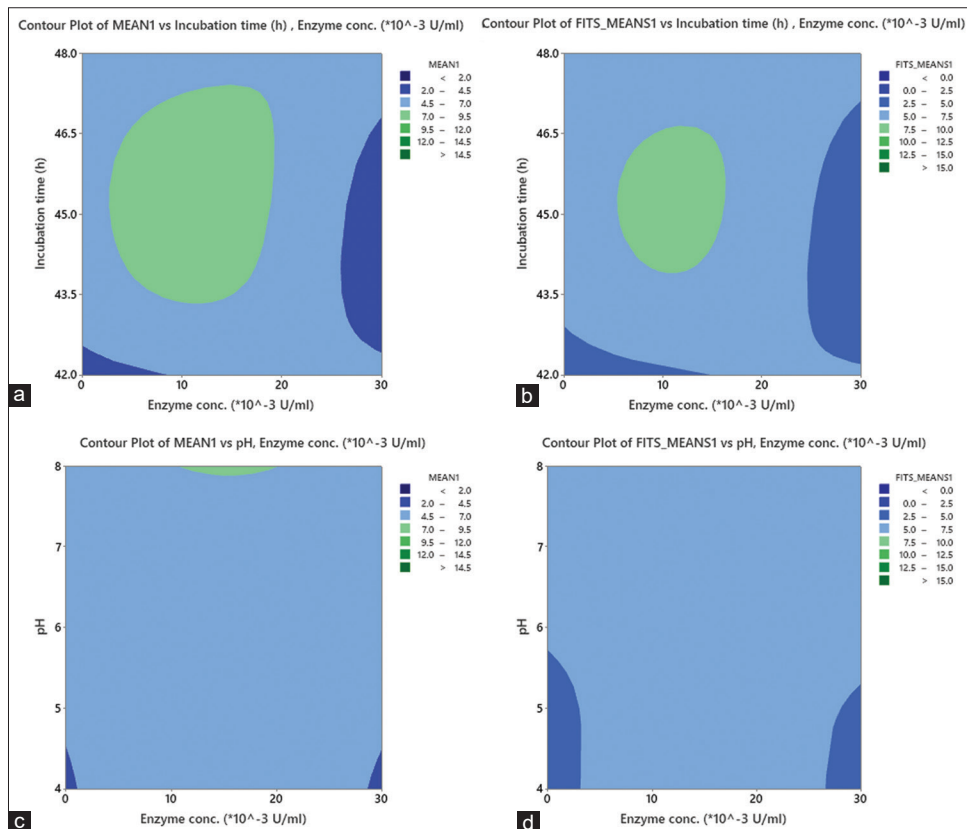 Contour Plot of MEAN1 vs Incubation time (h) , Enzyme conc. (*10^-3 U/ml)
MEAN1
< 2.0
2.0 – 4.5
4.5 – 7.0
7.0 – 9.5
9.5 – 12.0
12.0 – 14.5
> 14.5
48.0
46.5
45.0
43.5
42.0
Incubation time (h)
0 10 20 30
Enzyme conc. (*10^-3 U/ml)
a
Contour Plot of FITS_MEANS1 vs Incubation time (h) , Enzyme conc. (*10^-3 U/ml)
FITS_MEANS1
< 0.0
0.0 – 2.5
2.5 – 5.0
5.0 – 7.5
7.5 – 10.0
10.0 – 12.5
12.5 – 15.0
> 15.0
48.0
46.5
45.0
43.5
42.0
Incubation time (h)
0 10 20 30
Enzyme conc. (*10^-3 U/ml)
b
Contour Plot of MEAN1 vs pH, Enzyme conc. (*10^-3 U/ml)
MEAN1
< 2.0
2.0 – 4.5
4.5 – 7.0
7.0 – 9.5
9.5 – 12.0
12.0 – 14.5
> 14.5
8
7
6
5
4
pH
0 10 20 30
Enzyme conc. (*10^-3 U/ml)
c
Contour Plot of FITS_MEANS1 vs pH, Enzyme conc. (*10^-3 U/ml)
FITS_MEANS1
< 0.0
0.0 – 2.5
2.5 – 5.0
5.0 – 7.5
7.5 – 10.0
10.0 – 12.5
12.5 – 15.0
> 15.0
8
7
6
5
4
pH
0 10 20 30
Enzyme conc. (*10^-3 U/ml)
d